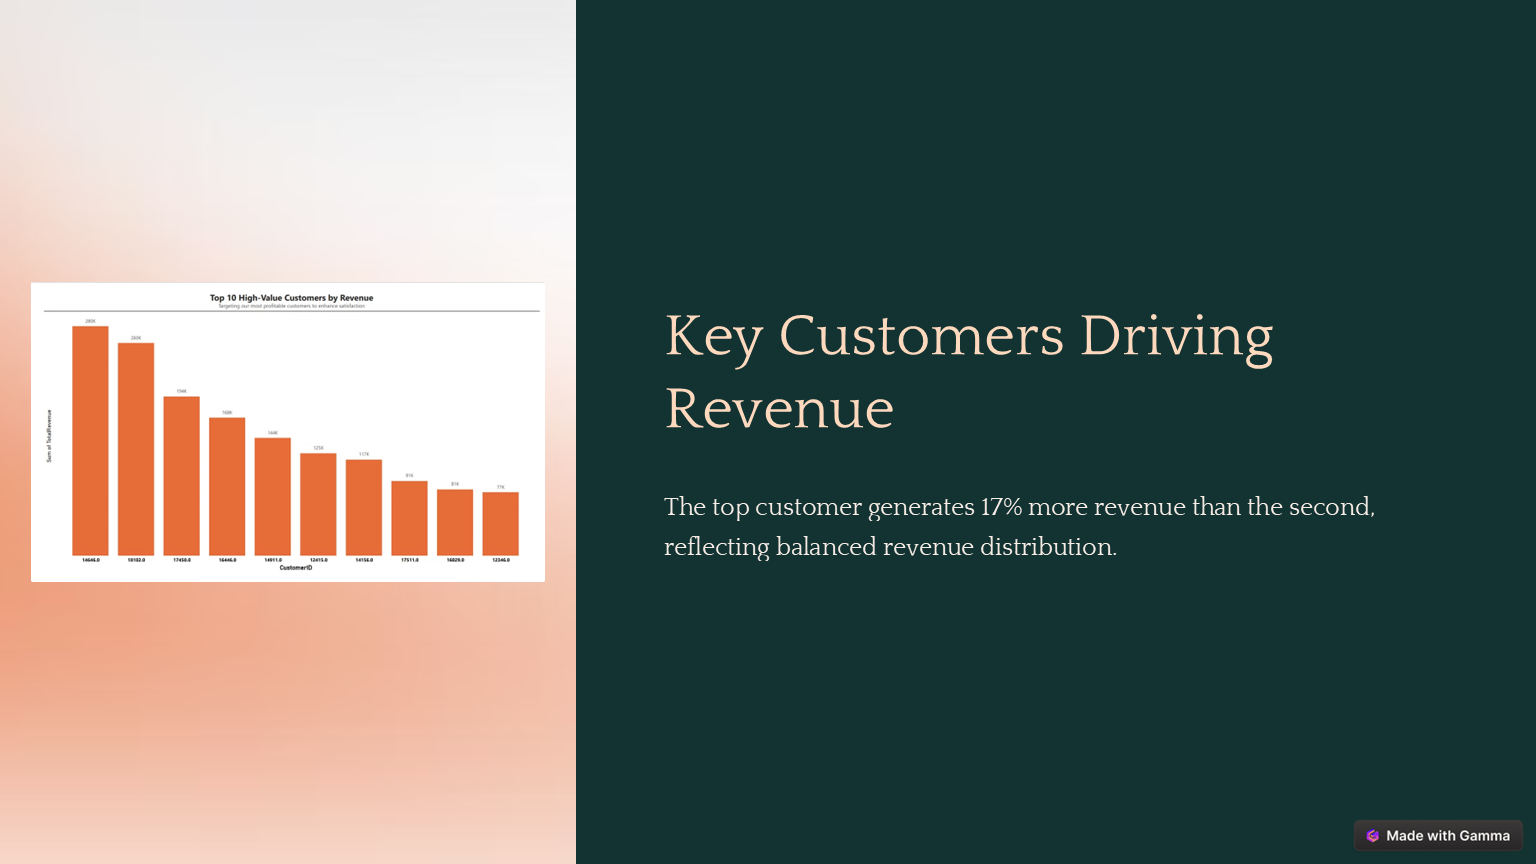 Top 10 High-Value Customers by Revenue
Targeting our most profitable customers to enhance satisfaction
280K
260K
194K
168K
144K
125K
117K
91K
81K
77K
Sum of TotalRevenue
14646.0 18102.0 17450.0 16446.0 14911.0 12415.0 14156.0 17511.0 16029.0 12346.0
CustomerID
Key Customers Driving
Revenue
The top customer generates 17% more revenue than the second,
reflecting balanced revenue distribution.
Made with Gamma